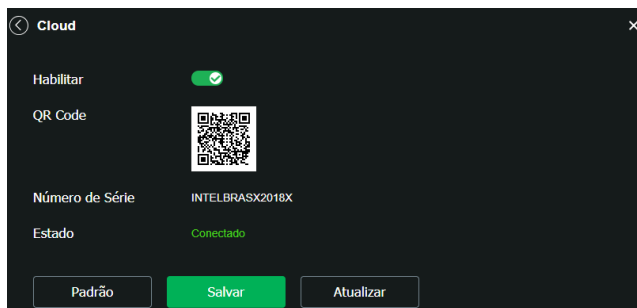 Cloud
Habilitar
QR Code
Número de Série INTELBRASX2018X
Estado Conectado
Padrão Salvar Atualizar